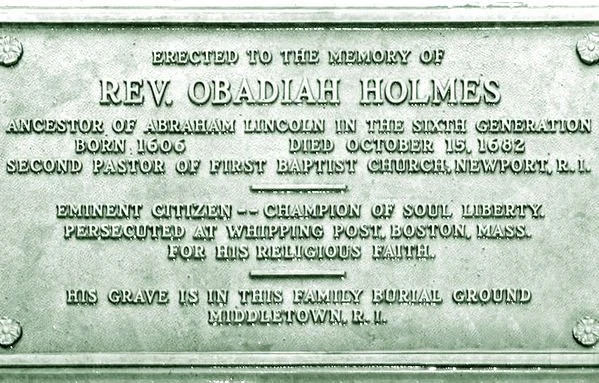 ERECTED TO THE MEMORY OF
REV. OBADIAH HOLMES
ANCESTOR OF ABRAHAM LINCOLN IN THE SIXTH GENERATION
BORN 1606 DIED OCTOBER 15, 1682
SECOND PASTOR OF FIRST BAPTIST CHURCH, NEWPORT, R.I.
EMINENT CITIZEN -- CHAMPION OF SOUL LIBERTY.
PERSECUTED AT WHIPPING POST, BOSTON, MASS.
FOR HIS RELIGIOUS FAITH.
HIS GRAVE IS IN THIS FAMILY BURIAL GROUND
MIDDLETOWN, R.I.